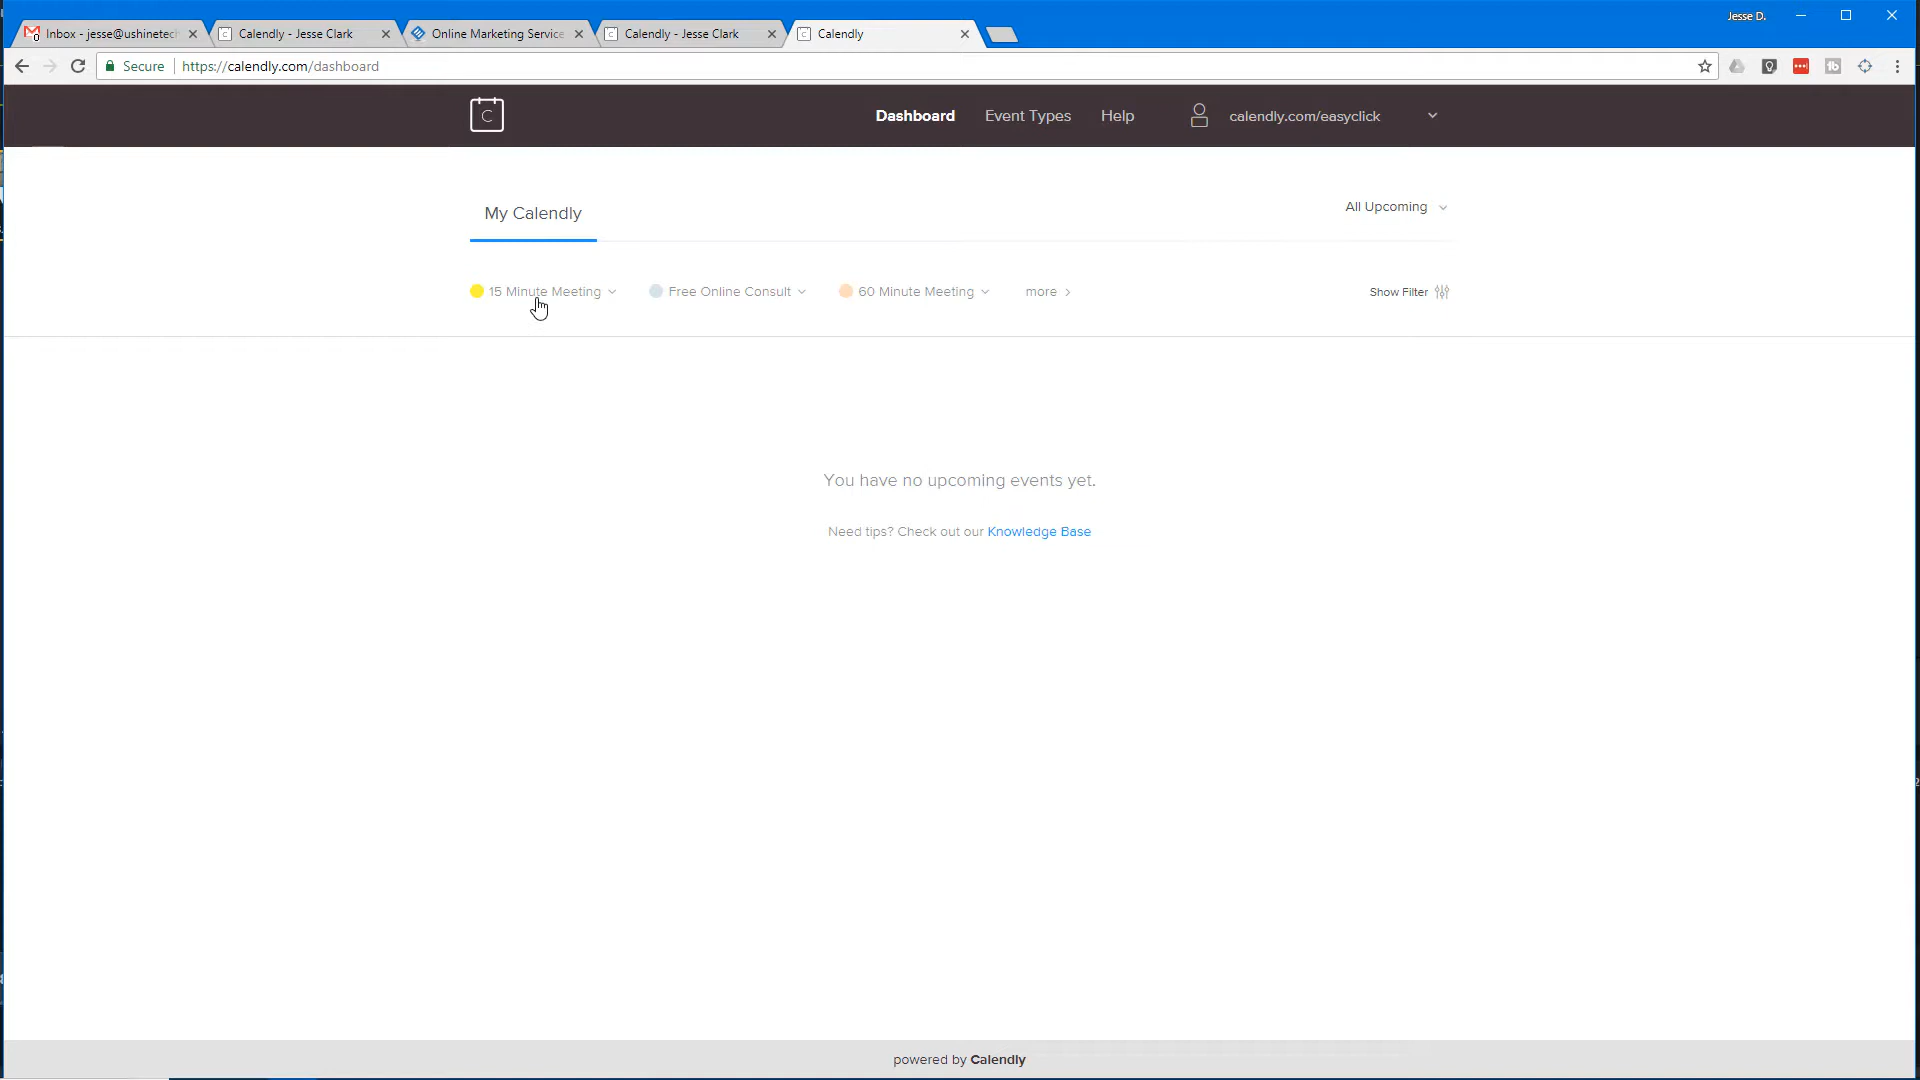 Jesse D.
Inbox - jesse@ushinetech
Calendly - Jesse Clark
Online Marketing Service
Calendly - Jesse Clark
Calendly
Secure https://calendly.com/dashboard
C
Dashboard Event Types Help calendly.com/easyclick
My Calendly
All Upcoming
15 Minute Meeting Free Online Consult 60 Minute Meeting more Show Filter
You have no upcoming events yet.
Need tips? Check out our Knowledge Base
powered by Calendly